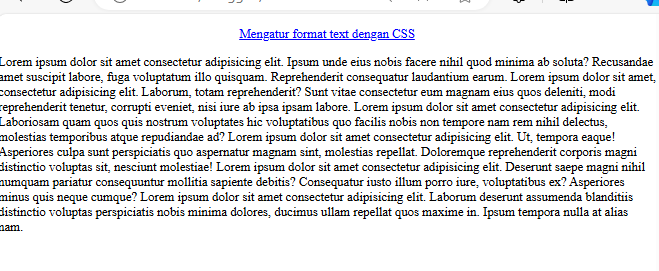 Mengatur format text dengan CSS
Lorem ipsum dolor sit amet consectetur adipisicing elit. Ipsum unde eius nobis facere nihil quod minima ab soluta? Recusandae
amet suscipit labore, fuga voluptatum illo quisquam. Reprehenderit consequatur laudantium earum. Lorem ipsum dolor sit amet,
consectetur adipisicing elit. Laborum, totam reprehenderit? Sunt vitae consectetur eum magnam eius quos deleniti, modi
reprehenderit tenetur, corrupti eveniet, nisi iure ab ipsa ipsam labore. Lorem ipsum dolor sit amet consectetur adipisicing elit.
Laboriosam quam quos quis nostrum voluptates hic voluptatibus quo facilis nobis non tempore nam rem nihil delectus,
molestias temporibus atque repudiandae ad? Lorem ipsum dolor sit amet consectetur adipisicing elit. Ut, tempora eaque!
Asperiores culpa sunt perspiciatis quo aspernatur magnam sint, molestias repellat. Doloremque reprehenderit corporis magni
distinctio voluptas sit, nesciunt molestiae! Lorem ipsum dolor sit amet consectetur adipisicing elit. Deserunt saepe magni nihil
numquam pariatur consequuntur mollitia sapiente debitis? Consequatur iusto illum porro iure, voluptatibus ex? Asperiores
minus quis neque cumque? Lorem ipsum dolor sit amet consectetur adipisicing elit. Laborum deserunt assumenda blanditiis
distinctio voluptas perspiciatis nobis minima dolores, ducimus ullam repellat quos maxime in. Ipsum tempora nulla at alias
nam.